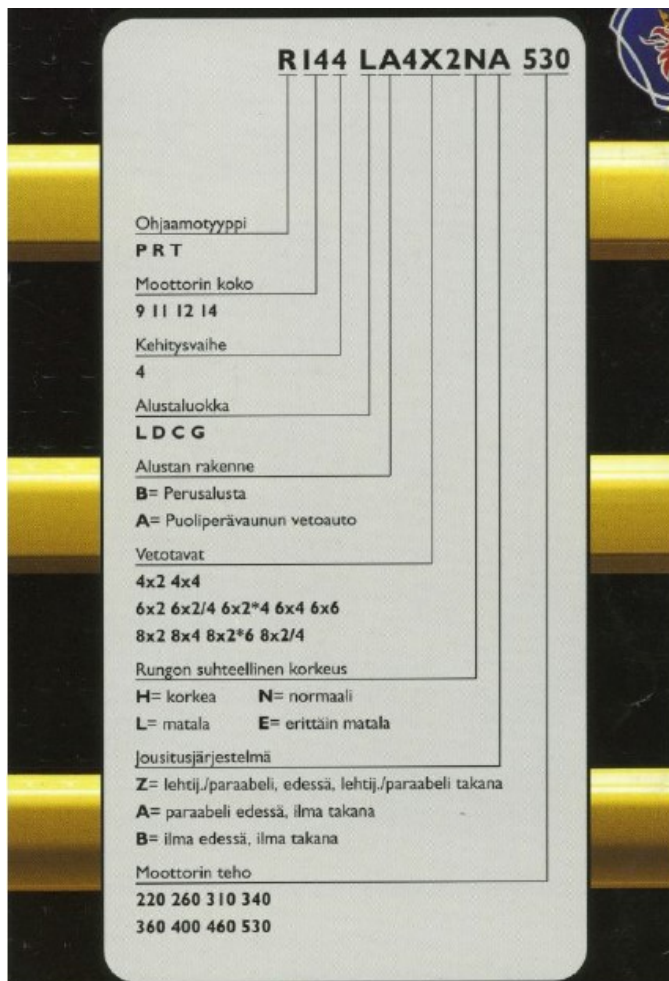 R144 LA4X2NA 530
Ohjaamotyyppi
P R T
Moottorin koko
9 11 12 14
Kehitysvaihe
4
Alustaluokka
L D C G
Alustan rakenne
B= Perusalusta
A= Puoliperävaunun vetoauto
Vetotavat
4x2 4x4
6x2 6x2/4 6x2*4 6x4 6x6
8x2 8x4 8x2*6 8x2/4
Rungon suhteellinen korkeus
H= korkea N= normaali
L= matala E= erittäin matala
Jousitusjärjestelmä
Z= lehtij./paraabeli, edessä, lehtij./paraabeli takana
A= paraabeli edessä, ilma takana
B= ilma edessä, ilma takana
Moottorin teho
220 260 310 340
360 400 460 530